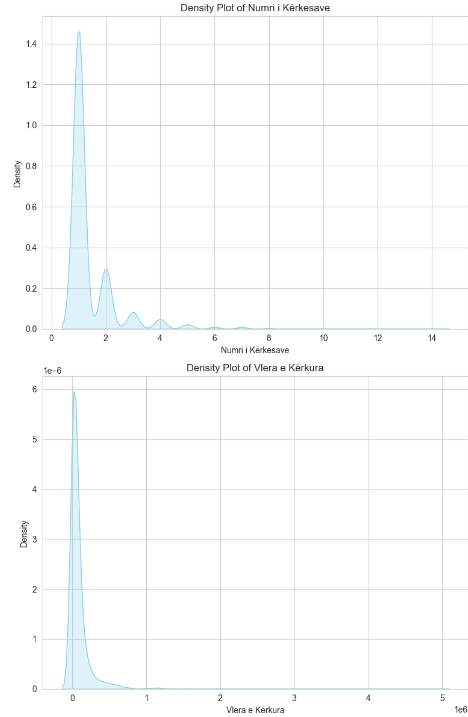 Density Plot of Numri i Kërkesave
1.4
1.2
1.0
0.8
0.6
0.4
0.2
0.0
Density
0 2 4 6 8 10 12 14
Numri i Kërkesave
Density Plot of Vlera e Kërkura
1e−6
6
5
4
3
2
1
0
Density
0 1 2 3 4 5
1e6
Vlera e Kërkura